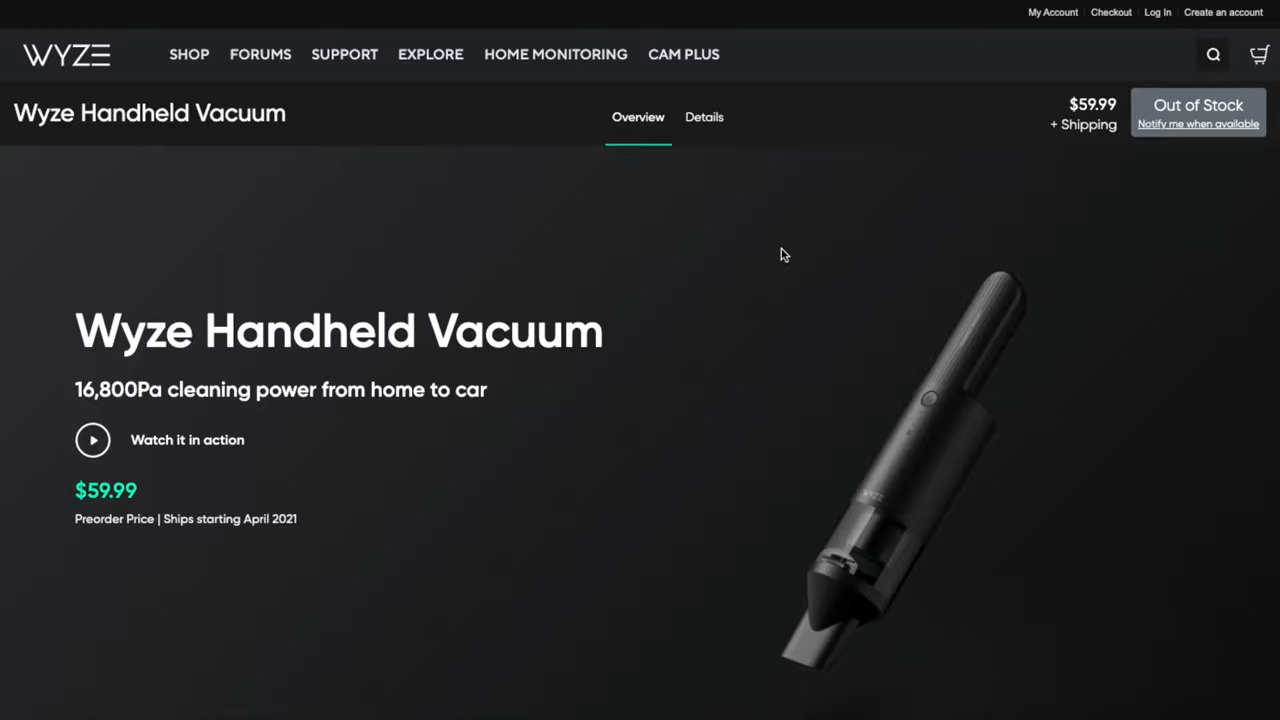 My Account Checkout Log In Create an account
WYZE SHOP FORUMS SUPPORT EXPLORE HOME MONITORING CAM PLUS
Wyze Handheld Vacuum
Overview Details
$59.99
+ Shipping
Out of Stock
Notify me when available
Wyze Handheld Vacuum
16,800Pa cleaning power from home to car
Watch it in action
$59.99
Preorder Price | Ships starting April 2021
WYZE